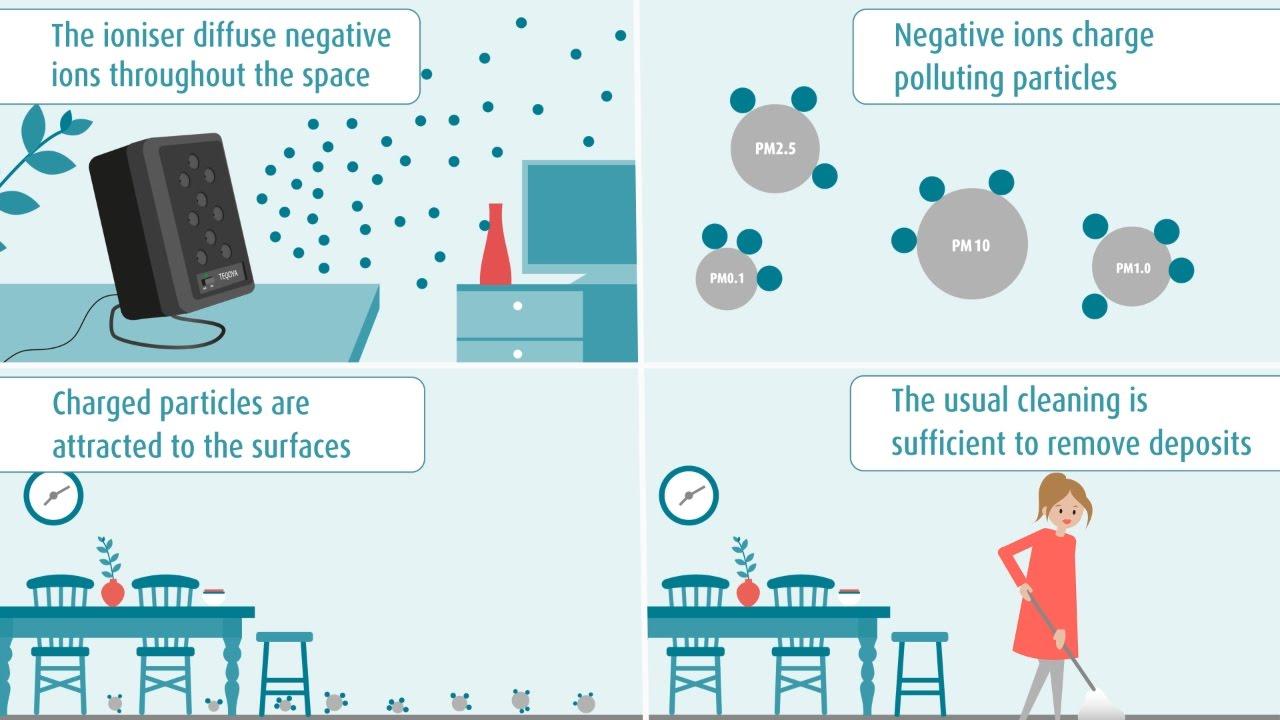 The ioniser diffuse negative
ions throughout the space
TEQOYA
Negative ions charge
polluting particles
PM2.5
PM10
PM0.1
PM1.0
Charged particles are
attracted to the surfaces
The usual cleaning is
sufficient to remove deposits